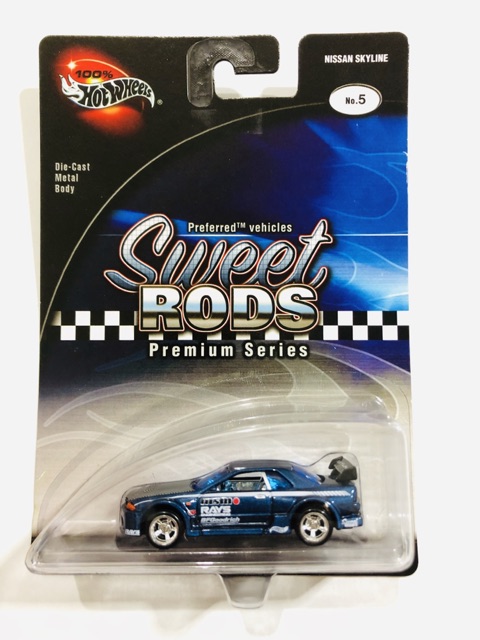 100%
Hot Wheels®
NISSAN SKYLINE
No.5
Die-Cast
Metal
Body
Preferred™ vehicles
Sweet
RODS
Premium Series
nismo
RAYS
BFGoodrich